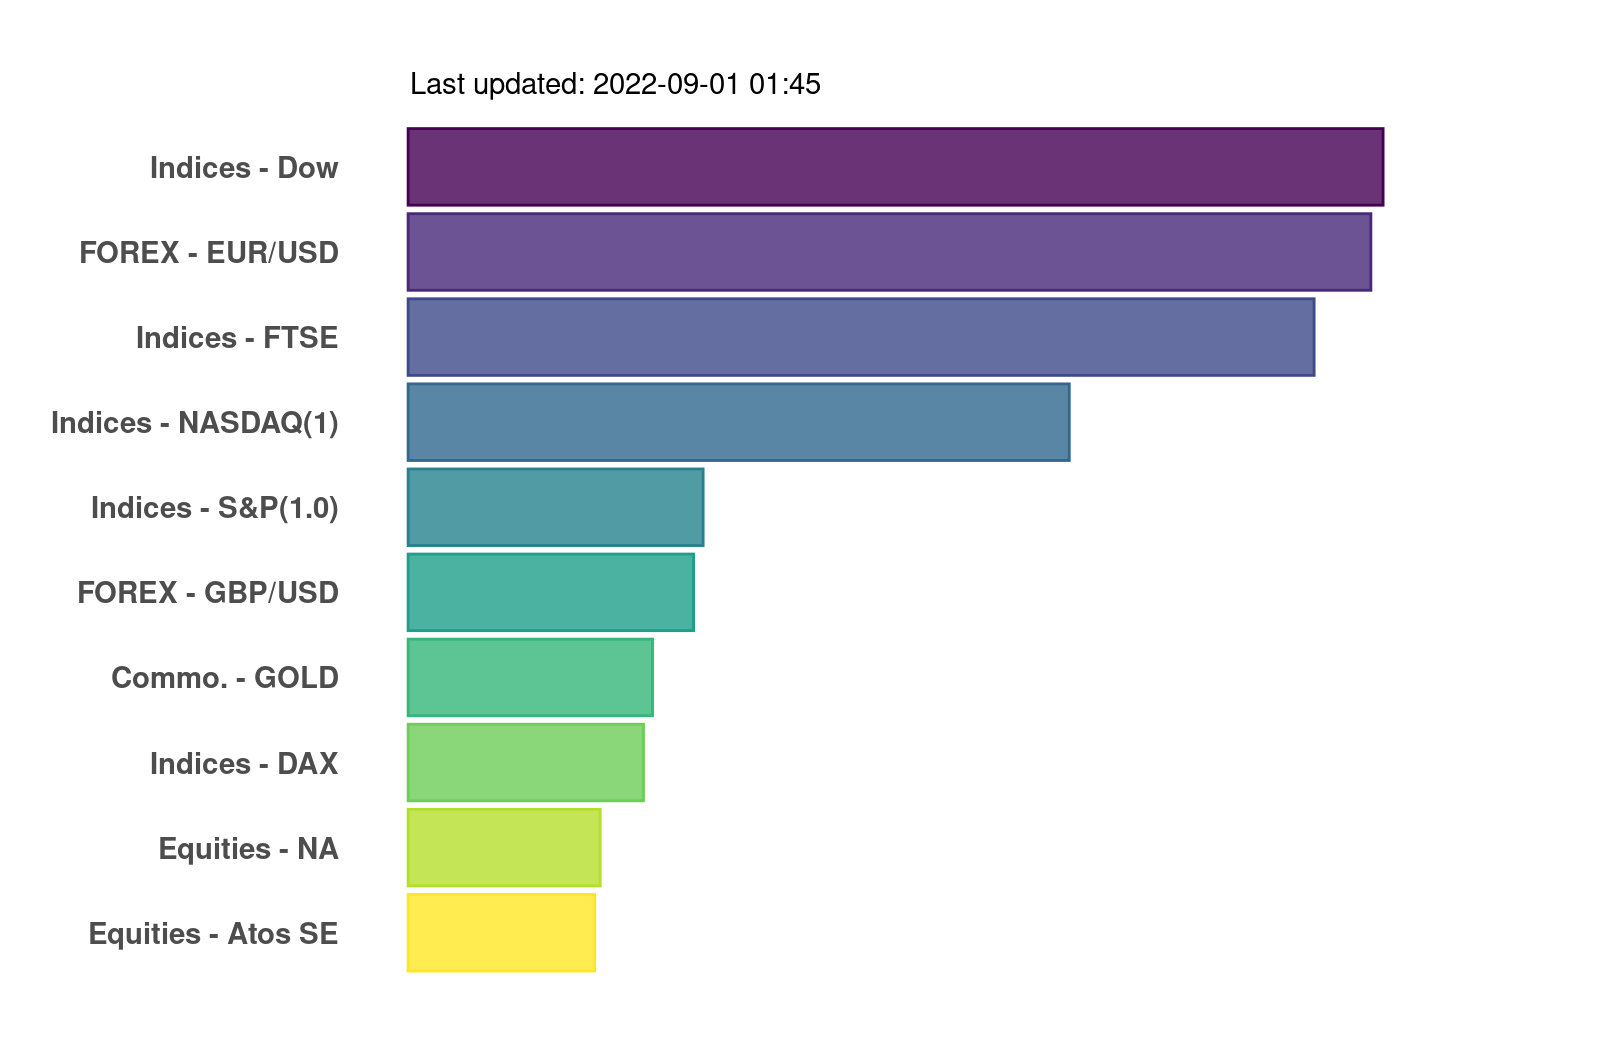 Last updated: 2022-09-01 01:45
Indices - Dow
FOREX - EUR/USD
Indices - FTSE
Indices - NASDAQ(1)
Indices - S&P(1.0)
FOREX - GBP/USD
Commo. - GOLD
Indices - DAX
Equities - NA
Equities - Atos SE